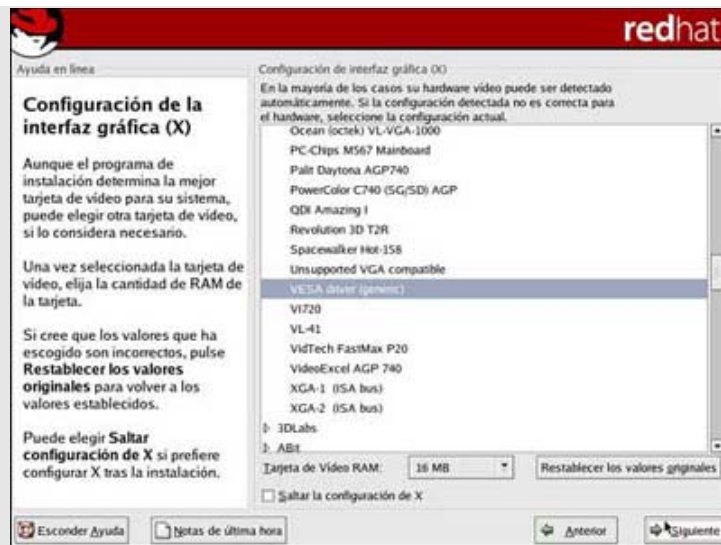 redhat
Ayuda en línea
Configuración de la
interfaz gráfica (X)
Aunque el programa de
instalación determina la mejor
tarjeta de vídeo para su sistema,
puede elegir otra tarjeta de vídeo,
si lo considera necesario.
Una vez seleccionada la tarjeta de
vídeo, elija la cantidad de RAM de
la tarjeta.
Si cree que los valores que ha
escogido son incorrectos, pulse
Restablecer los valores
originales para volver a los
valores establecidos.
Puede elegir Saltar
configuración de X si prefiere
configurar X tras la instalación.
Configuración de interfaz gráfica (X)
En la mayoría de los casos su hardware vídeo puede ser detectado
automáticamente. Si la configuración detectada no es correcta para
el hardware, seleccione la configuración actual.
Ocean (octek) VL-VGA-1000
PC-Chips M567 Mainboard
Palit Daytona AGP740
PowerColor C740 (SG/SD) AGP
QDI Amazing I
Revolution 3D T2R
Spacewalker Hot-158
Unsupported VGA compatible
VESA driver (generic)
VI720
VL-41
VidTech FastMax P20
VideoExcel AGP 740
XGA-1 (ISA bus)
XGA-2 (ISA bus)
3DLabs
ABit
Tarjeta de Vídeo RAM: 16 MB Restablecer los valores originales
Saltar la configuración de X
Esconder Ayuda Notas de última hora Anterior Siguiente